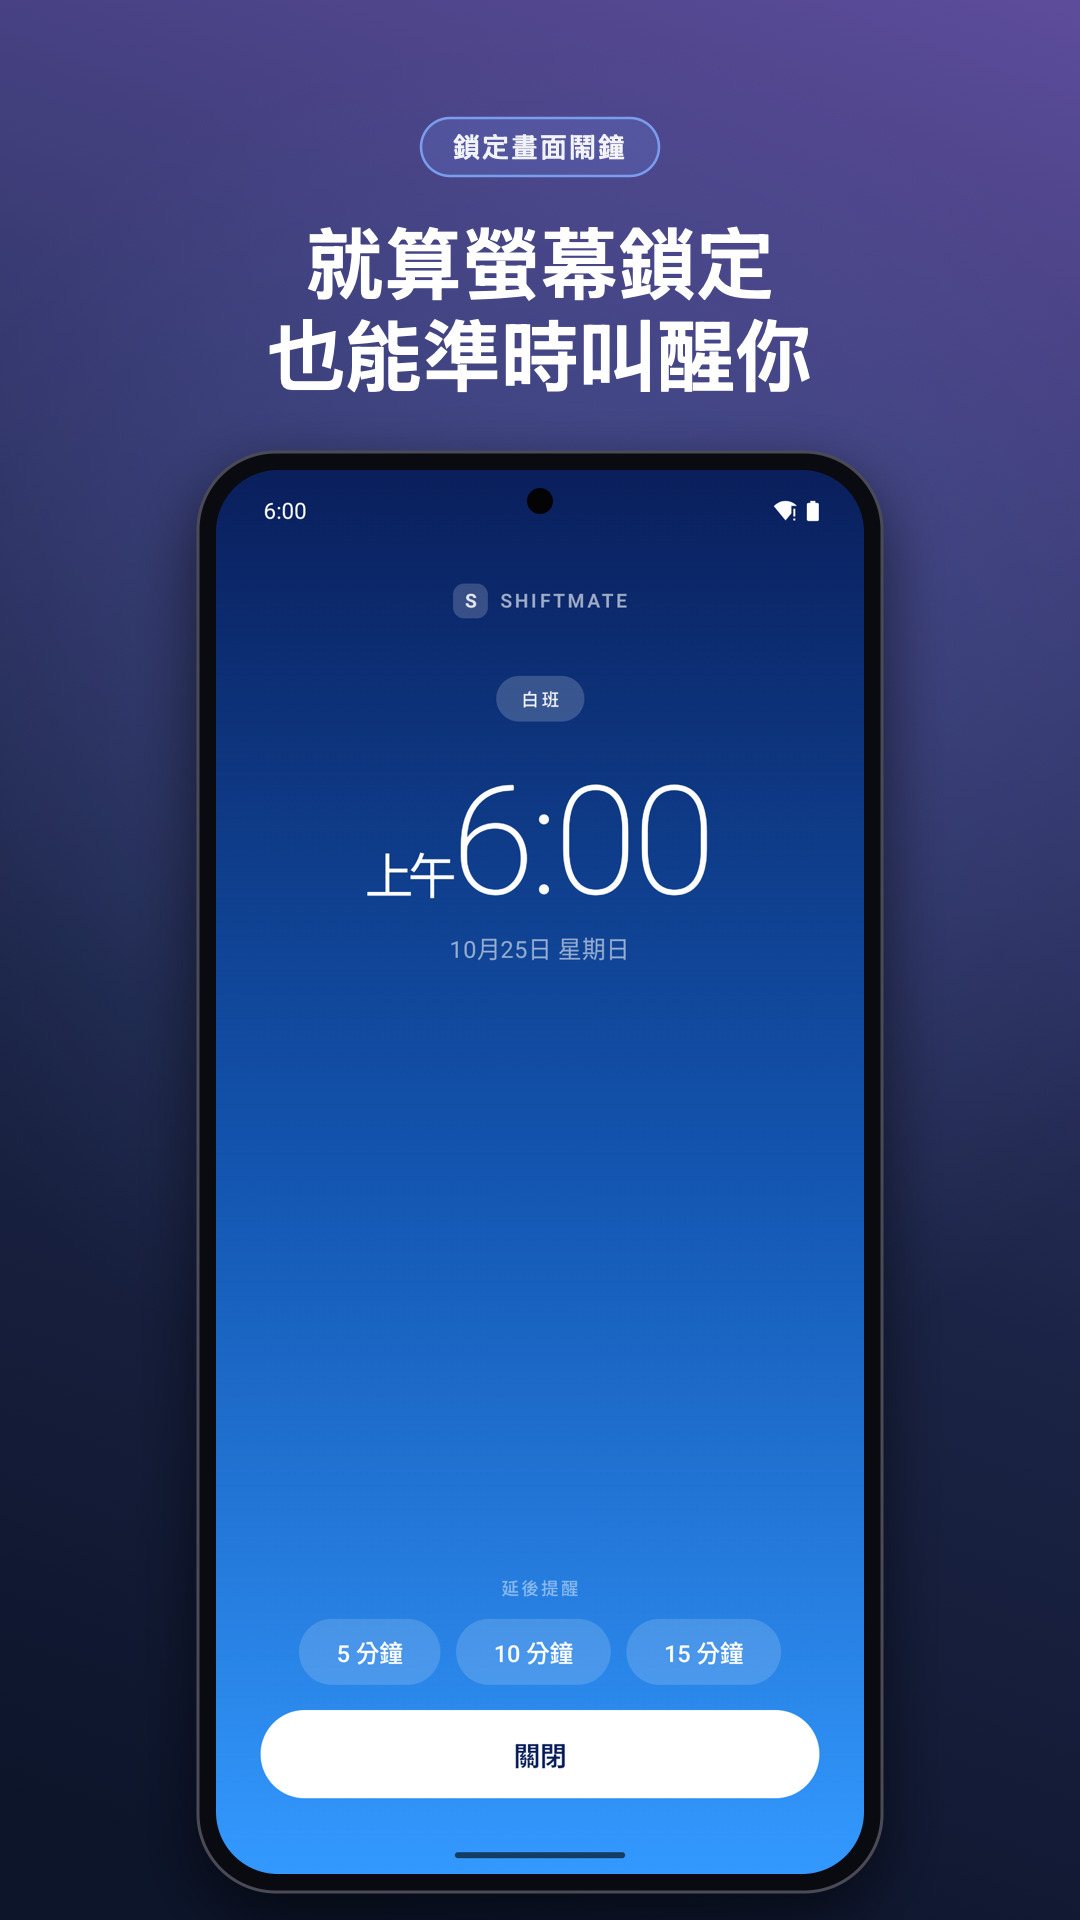 鎖定畫面鬧鐘
就算螢幕鎖定
也能準時叫醒你
6:00
S SHIFTMATE
白班
上午6:00
10月25日 星期日
延後提醒
5 分鐘 10 分鐘 15 分鐘
關閉